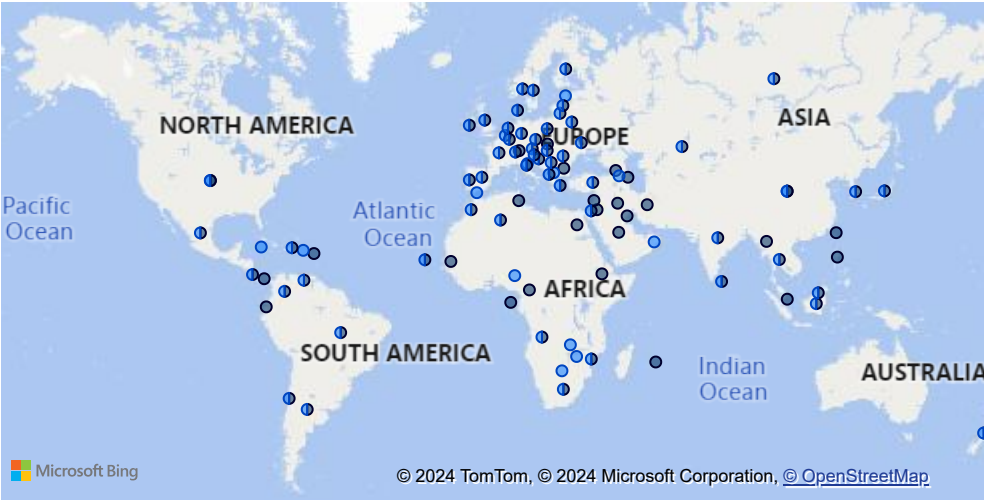 NORTH AMERICA
ASIA
EUROPE
Pacific
Ocean
Atlantic
Ocean
AFRICA
SOUTH AMERICA
Indian
Ocean
AUSTRALIA
Microsoft Bing
© 2024 TomTom, © 2024 Microsoft Corporation, © OpenStreetMap